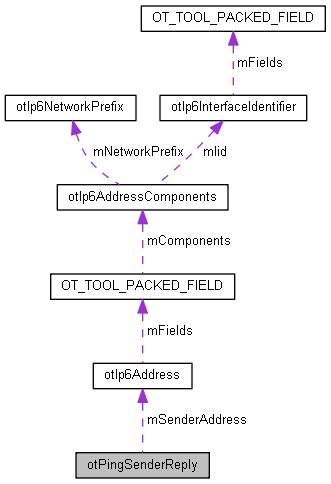 OT_TOOL_PACKED_FIELD
mFields
otIp6NetworkPrefix
otIp6InterfaceIdentifier
mNetworkPrefix
mIid
otIp6AddressComponents
mComponents
OT_TOOL_PACKED_FIELD
mFields
otIp6Address
mSenderAddress
otPingSenderReply